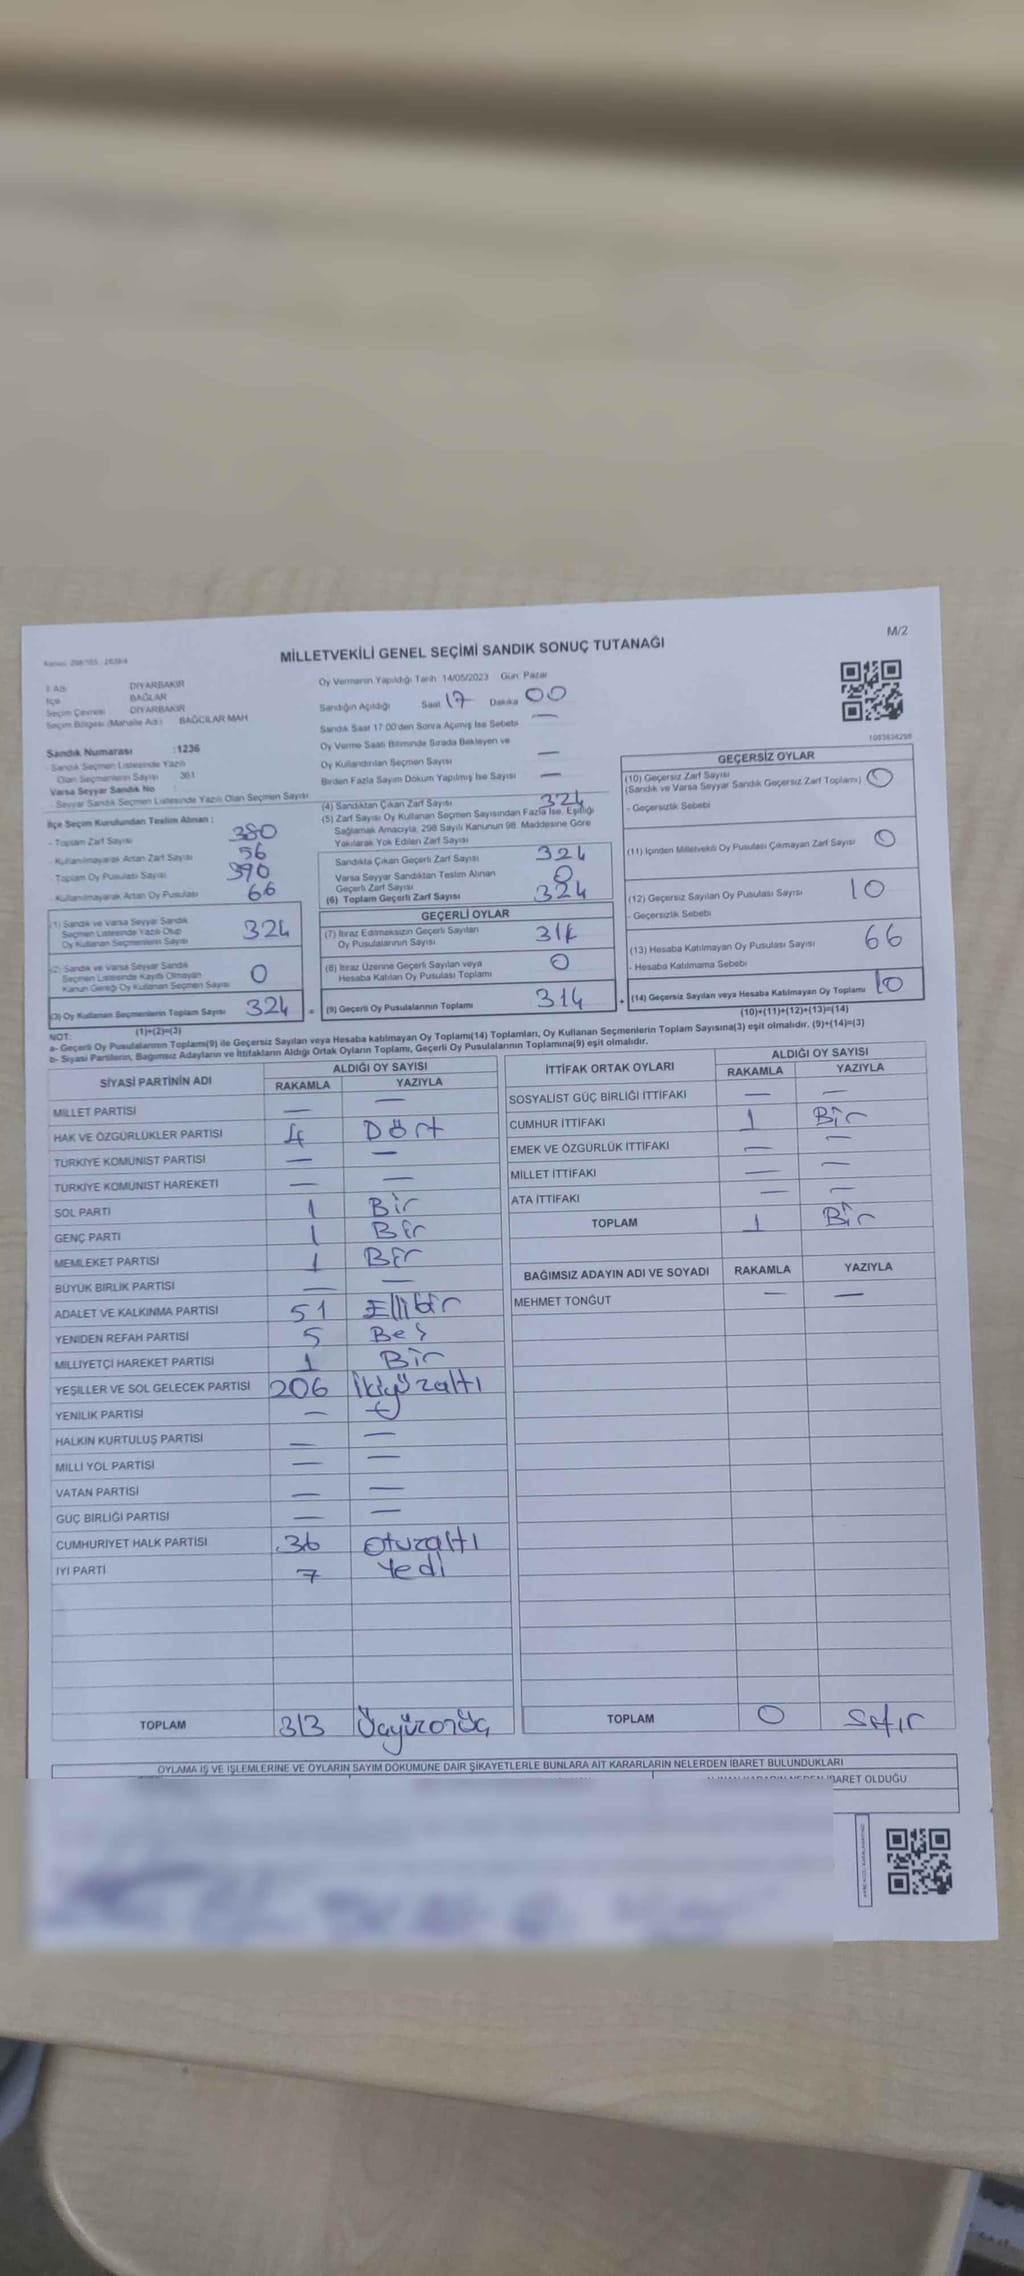 M/2
MİLLETVEKİLİ GENEL SEÇİMİ SANDIK SONUÇ TUTANAĞI
İl Adı DİYARBAKIR
İlçe BAĞLAR
Seçim Çevresi DİYARBAKIR
Seçim Bölgesi (Mahalle Adı) BAĞCILAR MAH
Oy Vermenin Yapıldığı Tarih 14/05/2023 Gün Pazar
Sandığın Açıldığı Saat 17 Dakika 00
Sandık Saat 17:00'den Sonra Açılmış İse Sebebi —
Oy Verme Saati Bitiminde Sırada Bekleyen ve
Oy Kullandırılan Seçmen Sayısı —
Birden Fazla Sayım Döküm Yapılmış İse Sayısı —
Sandık Numarası :1236
- Sandık Seçmen Listesinde Yazılı
Olan Seçmenlerin Sayısı 361
Varsa Seyyar Sandık No :
- Seyyar Sandık Seçmen Listesinde Yazılı Olan Seçmen Sayısı
İlçe Seçim Kurulundan Teslim Alınan :
- Toplam Zarf Sayısı 380
- Kullanılmayarak Artan Zarf Sayısı 56
- Toplam Oy Pusulası Sayısı 390
- Kullanılmayarak Artan Oy Pusulası 66
(1) Sandık ve Varsa Seyyar Sandık
Seçmen Listesinde Yazılı Olup
Oy Kullanan Seçmenlerin Sayısı 324
(2) Sandık ve Varsa Seyyar Sandık
Seçmen Listesinde Kayıtlı Olmayan
Kanun Gereği Oy Kullanan Seçmen Sayısı 0
(3) Oy Kullanan Seçmenlerin Toplam Sayısı 324
(1)+(2)=(3)
(4) Sandıktan Çıkan Zarf Sayısı 324
(5) Zarf Sayısı Oy Kullanan Seçmen Sayısından Fazla İse, Eşitliği
Sağlamak Amacıyla, 298 Sayılı Kanunun 98. Maddesine Göre
Yakılarak Yok Edilen Zarf Sayısı
Sandıkta Çıkan Geçerli Zarf Sayısı 324
Varsa Seyyar Sandıktan Teslim Alınan
Geçerli Zarf Sayısı 0
(6) Toplam Geçerli Zarf Sayısı 324
GEÇERLİ OYLAR
(7) İtiraz Edilmeksizin Geçerli Sayılan
Oy Pusulalarının Sayısı 314
(8) İtiraz Üzerine Geçerli Sayılan veya
Hesaba Katılan Oy Pusulası Toplamı 0
= (9) Geçerli Oy Pusulalarının Toplamı 314
GEÇERSİZ OYLAR
(10) Geçersiz Zarf Sayısı
(Sandık ve Varsa Seyyar Sandık Geçersiz Zarf Toplamı) 0
- Geçersizlik Sebebi
(11) İçinden Milletvekili Oy Pusulası Çıkmayan Zarf Sayısı 0
(12) Geçersiz Sayılan Oy Pusulası Sayısı 10
- Geçersizlik Sebebi
(13) Hesaba Katılmayan Oy Pusulası Sayısı 66
- Hesaba Katılmama Sebebi
+ (14) Geçersiz Sayılan veya Hesaba Katılmayan Oy Toplamı 10
(10)+(11)+(12)+(13)=(14)
NOT:
a- Geçerli Oy Pusulalarının Toplamı(9) ile Geçersiz Sayılan veya Hesaba katılmayan Oy Toplamı(14) Toplamları, Oy Kullanan Seçmenlerin Toplam Sayısına(3) eşit olmalıdır. (9)+(14)=(3)
b- Siyasi Partilerin, Bağımsız Adayların ve İttifakların Aldığı Ortak Oyların Toplamı, Geçerli Oy Pusulalarının Toplamına(9) eşit olmalıdır.
SİYASİ PARTİNİN ADI ALDIĞI OY SAYISI
RAKAMLA YAZIYLA
MİLLET PARTİSİ — —
HAK VE ÖZGÜRLÜKLER PARTİSİ 4 Dört
TÜRKİYE KOMÜNİST PARTİSİ — —
TÜRKİYE KOMÜNİST HAREKETİ — —
SOL PARTİ 1 Bir
GENÇ PARTİ 1 Bir
MEMLEKET PARTİSİ 1 Bir
BÜYÜK BİRLİK PARTİSİ — —
ADALET VE KALKINMA PARTİSİ 51 Ellibir
YENİDEN REFAH PARTİSİ 5 Beş
MİLLİYETÇİ HAREKET PARTİSİ 1 Bir
YEŞİLLER VE SOL GELECEK PARTİSİ 206 İkiyüzaltı
YENİLİK PARTİSİ — —
HALKIN KURTULUŞ PARTİSİ — —
MİLLİ YOL PARTİSİ — —
VATAN PARTİSİ — —
GÜÇ BİRLİĞİ PARTİSİ — —
CUMHURİYET HALK PARTİSİ 36 otuzaltı
İYİ PARTİ 7 Yedi
TOPLAM 313 Üçyüzonüç
İTTİFAK ORTAK OYLARI ALDIĞI OY SAYISI
RAKAMLA YAZIYLA
SOSYALİST GÜÇ BİRLİĞİ İTTİFAKI — —
CUMHUR İTTİFAKI 1 Bir
EMEK VE ÖZGÜRLÜK İTTİFAKI — —
MİLLET İTTİFAKI — —
ATA İTTİFAKI — —
TOPLAM 1 Bir
BAĞIMSIZ ADAYIN ADI VE SOYADI RAKAMLA YAZIYLA
MEHMET TONĞUT — —
TOPLAM 0 Sıfır
OYLAMA İŞ VE İŞLEMLERİNE VE OYLARIN SAYIM DÖKÜMÜNE DAİR ŞİKAYETLERLE BUNLARA AİT KARARLARIN NELERDEN İBARET BULUNDUKLARI
İBARET OLDUĞU